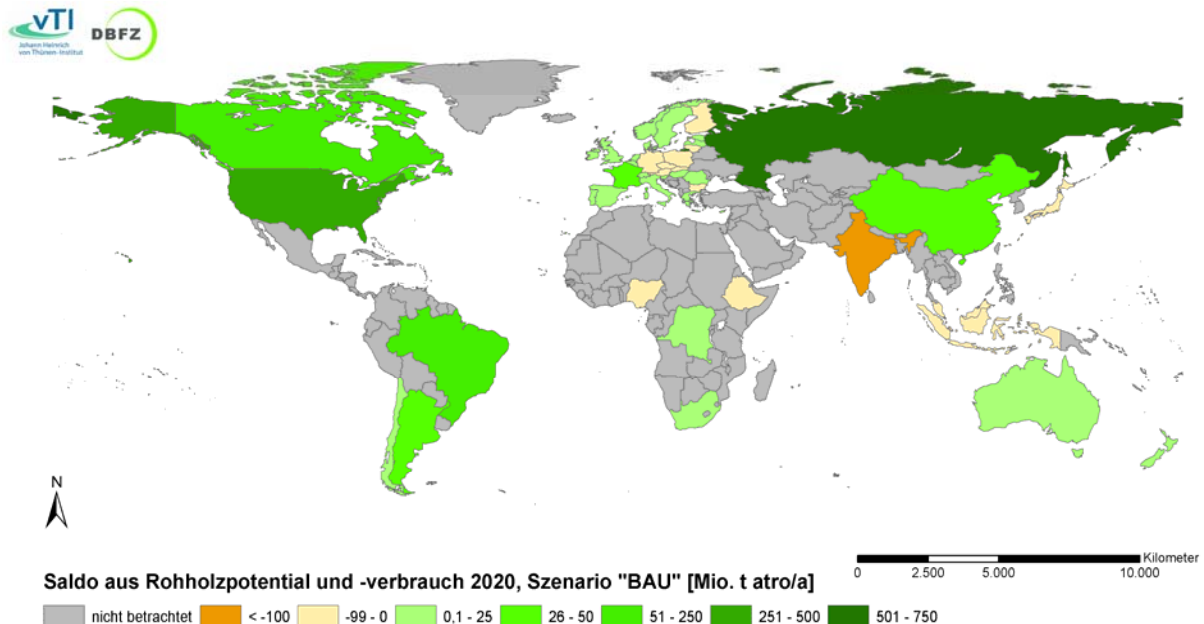 vTI
Johann Heinrich
von Thünen-Institut
DBFZ
N
Kilometer
0 2.500 5.000 10.000
Saldo aus Rohholzpotential und -verbrauch 2020, Szenario "BAU" [Mio. t atro/a]
nicht betrachtet < -100 -99 - 0 0,1 - 25 26 - 50 51 - 250 251 - 500 501 - 750